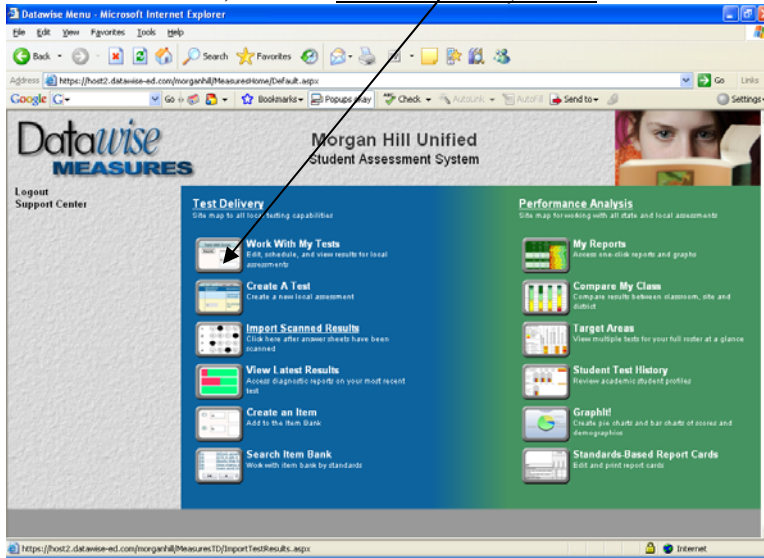 Datawise Menu - Microsoft Internet Explorer
File Edit View Favorites Tools Help
Back Search Favorites
Address https://host2.datawise-ed.com/morganhill/MeasuresHome/Default.aspx Go Links
Google G Go Bookmarks Popups okay Check AutoLink AutoFill Send to Settings
Datawise
MEASURES
Morgan Hill Unified
Student Assessment System
Logout
Support Center
Test Delivery
Site map to all local testing capabilities
Work With My Tests
Edit, schedule, and view results for local
assessments
Create A Test
Create a new local assessment
Import Scanned Results
Click here after answer sheets have been
scanned
View Latest Results
Access diagnostic reports on your most recent
test
Create an Item
Add to the Item Bank
Search Item Bank
Work with item bank by standards
Performance Analysis
Site map for working with all state and local assessments
My Reports
Access one-click reports and graphs
Compare My Class
Compare results between classroom, site and
district
Target Areas
View multiple tests for your full roster at a glance
Student Test History
Review academic student profiles
GraphIt!
Create pie charts and bar charts of scores and
demographics
Standards-Based Report Cards
Edit and print report cards
https://host2.datawise-ed.com/morganhill/MeasuresTD/ImportTestResults.aspx Internet